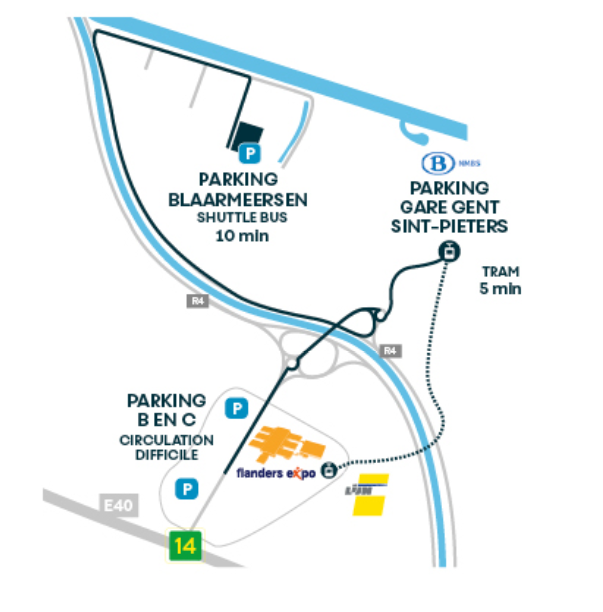 B NMBS
P
PARKING
BLAARMEERSEN
SHUTTLE BUS
10 min
PARKING
GARE GENT
SINT-PIETERS
TRAM
5 min
R4
R4
PARKING
B EN C
CIRCULATION
DIFFICILE
P
flanders expo
P
E40
14